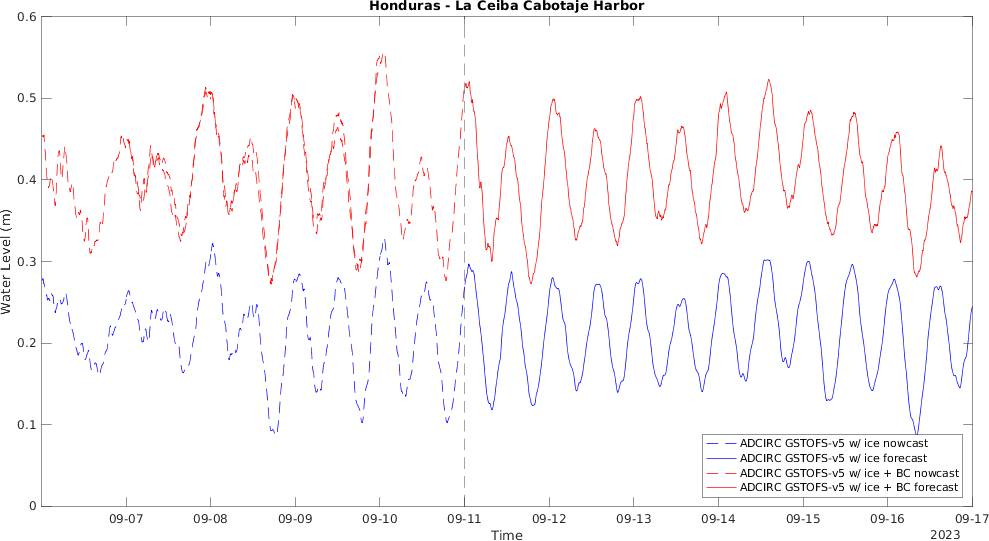 Honduras - La Ceiba Cabotaje Harbor
0.6
0.5
0.4
0.3
0.2
0.1
0
Water Level (m)
ADCIRC GSTOFS-v5 w/ ice nowcast
ADCIRC GSTOFS-v5 w/ ice forecast
ADCIRC GSTOFS-v5 w/ ice + BC nowcast
ADCIRC GSTOFS-v5 w/ ice + BC forecast
09-07 09-08 09-09 09-10 09-11 09-12 09-13 09-14 09-15 09-16 09-17
Time
2023